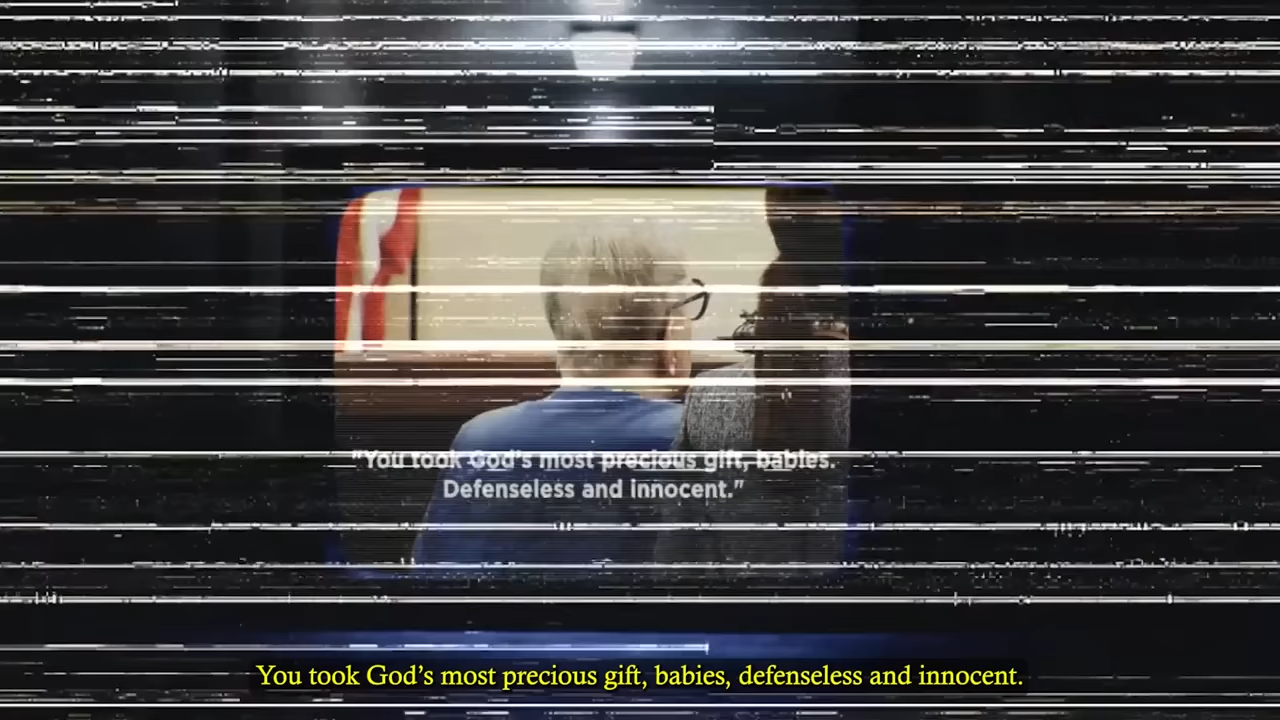 "You took God's most precious gift, babies.
Defenseless and innocent."
You took God's most precious gift, babies, defenseless and innocent.